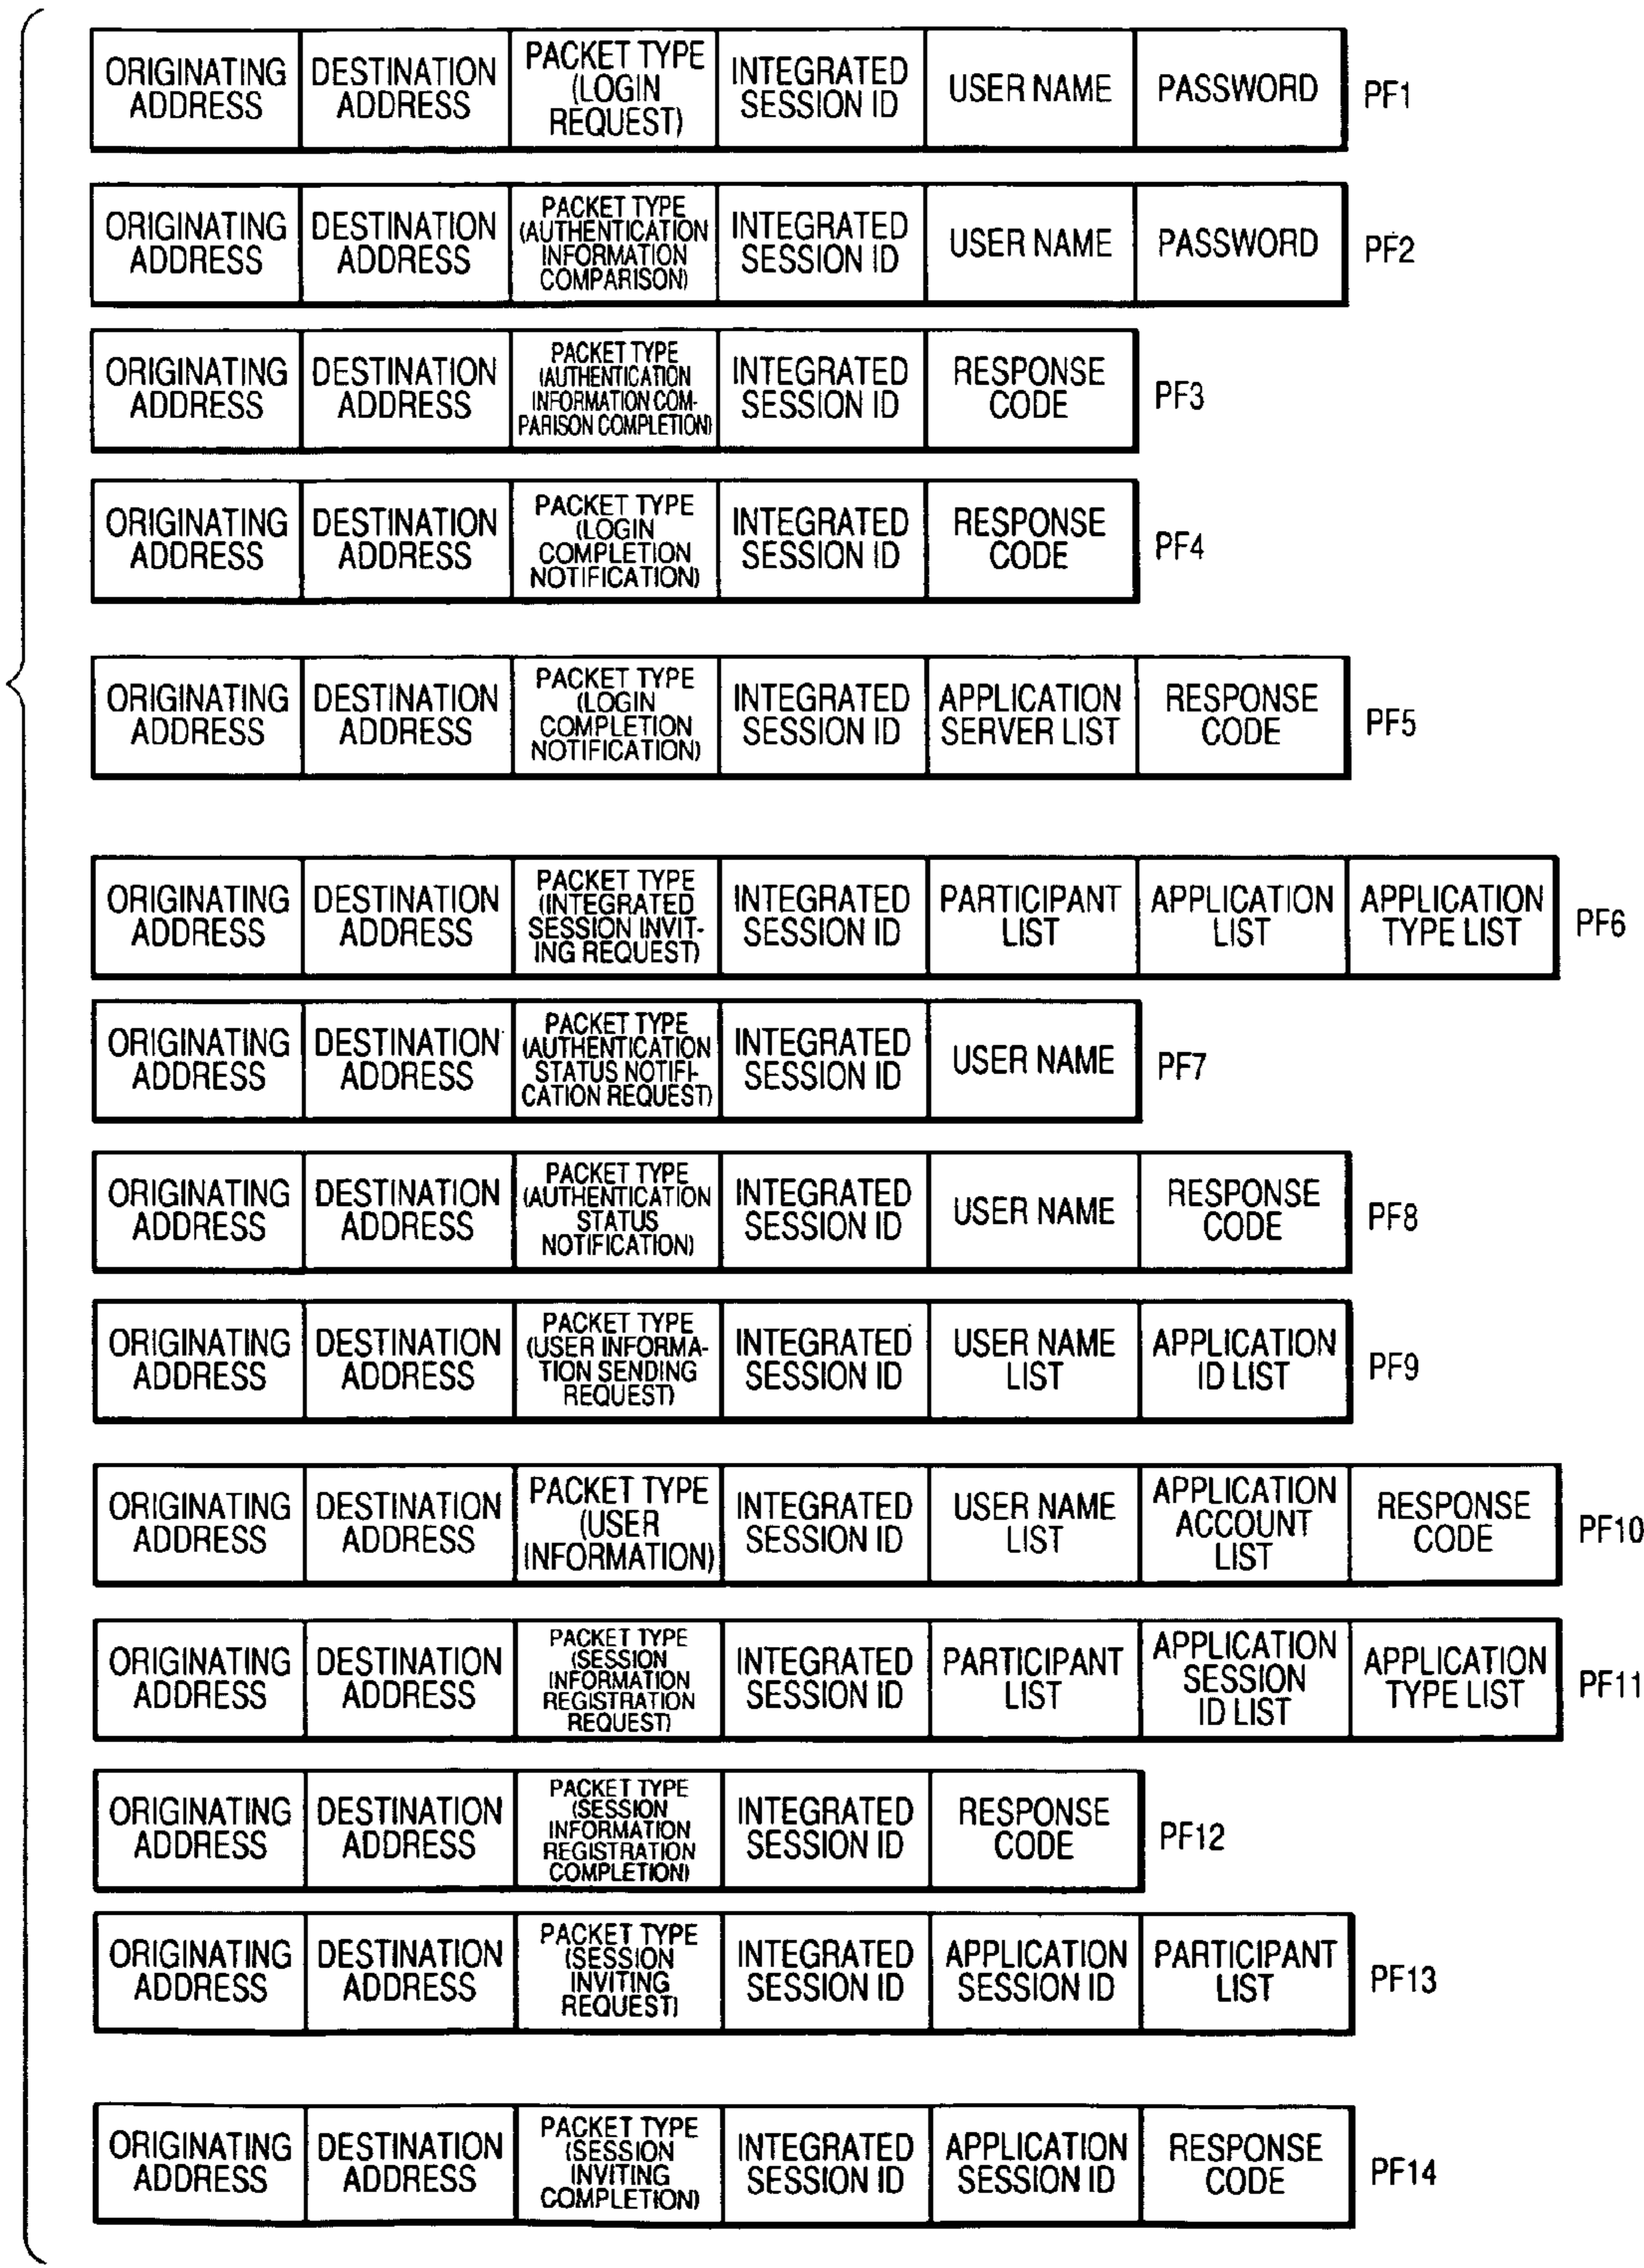 ORIGINATING ADDRESS DESTINATION ADDRESS PACKET TYPE (LOGIN REQUEST) INTEGRATED SESSION ID USER NAME PASSWORD PF1
ORIGINATING ADDRESS DESTINATION ADDRESS PACKET TYPE (AUTHENTICATION INFORMATION COMPARISON) INTEGRATED SESSION ID USER NAME PASSWORD PF2
ORIGINATING ADDRESS DESTINATION ADDRESS PACKET TYPE (AUTHENTICATION INFORMATION COM- PARISON COMPLETION) INTEGRATED SESSION ID RESPONSE CODE PF3
ORIGINATING ADDRESS DESTINATION ADDRESS PACKET TYPE (LOGIN COMPLETION NOTIFICATION) INTEGRATED SESSION ID RESPONSE CODE PF4
ORIGINATING ADDRESS DESTINATION ADDRESS PACKET TYPE (LOGIN COMPLETION NOTIFICATION) INTEGRATED SESSION ID APPLICATION SERVER LIST RESPONSE CODE PF5
ORIGINATING ADDRESS DESTINATION ADDRESS PACKET TYPE (INTEGRATED SESSION INVIT- ING REQUEST) INTEGRATED SESSION ID PARTICIPANT LIST APPLICATION LIST APPLICATION TYPE LIST PF6
ORIGINATING ADDRESS DESTINATION ADDRESS PACKET TYPE (AUTHENTICATION STATUS NOTIFI- CATION REQUEST) INTEGRATED SESSION ID USER NAME PF7
ORIGINATING ADDRESS DESTINATION ADDRESS PACKET TYPE (AUTHENTICATION STATUS NOTIFICATION) INTEGRATED SESSION ID USER NAME RESPONSE CODE PF8
ORIGINATING ADDRESS DESTINATION ADDRESS PACKET TYPE (USER INFORMA- TION SENDING REQUEST) INTEGRATED SESSION ID USER NAME LIST APPLICATION ID LIST PF9
ORIGINATING ADDRESS DESTINATION ADDRESS PACKET TYPE (USER INFORMATION) INTEGRATED SESSION ID USER NAME LIST APPLICATION ACCOUNT LIST RESPONSE CODE PF10
ORIGINATING ADDRESS DESTINATION ADDRESS PACKET TYPE (SESSION INFORMATION REGISTRATION REQUEST) INTEGRATED SESSION ID PARTICIPANT LIST APPLICATION SESSION ID LIST APPLICATION TYPE LIST PF11
ORIGINATING ADDRESS DESTINATION ADDRESS PACKET TYPE (SESSION INFORMATION REGISTRATION COMPLETION) INTEGRATED SESSION ID RESPONSE CODE PF12
ORIGINATING ADDRESS DESTINATION ADDRESS PACKET TYPE (SESSION INVITING REQUEST) INTEGRATED SESSION ID APPLICATION SESSION ID PARTICIPANT LIST PF13
ORIGINATING ADDRESS DESTINATION ADDRESS PACKET TYPE (SESSION INVITING COMPLETION) INTEGRATED SESSION ID APPLICATION SESSION ID RESPONSE CODE PF14